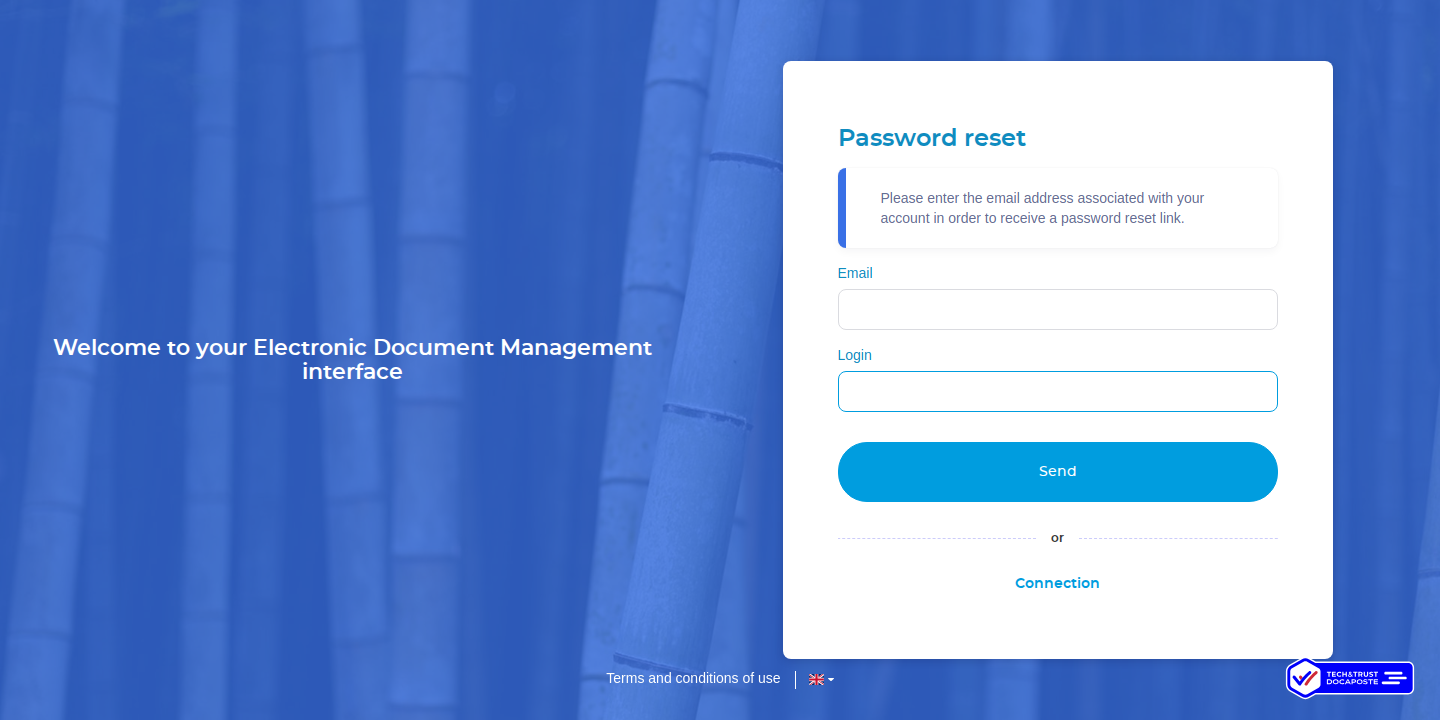 Password reset
Please enter the email address associated with your
account in order to receive a password reset link.
Email
Welcome to your Electronic Document Management
interface
Login
Send
or
Connection
Terms and conditions of use
TECH&TRUST
DOCAPOSTE